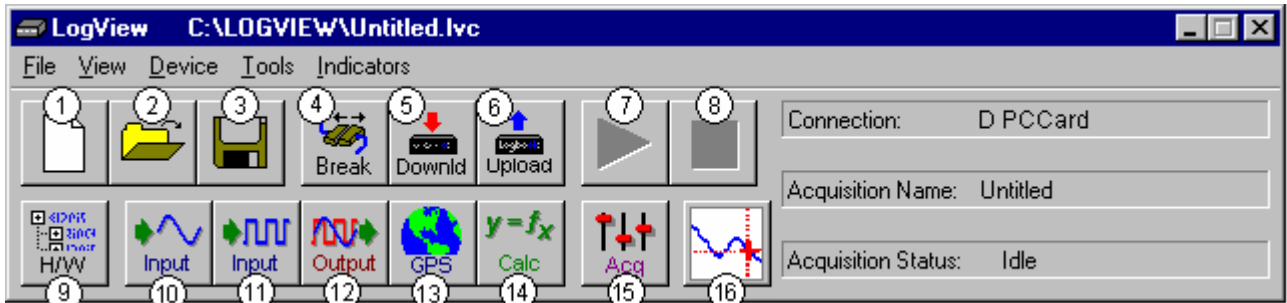 LogView C:\LOGVIEW\Untitled.lvc
File View Device Tools Indicators
1 2 3 4 5 6 7 8
Break Downld Upload
Connection: D PCCard
Acquisition Name: Untitled
y=fx
H/W Input Input Output GPS Calc Acq
Acquisition Status: Idle
9 10 11 12 13 14 15 16